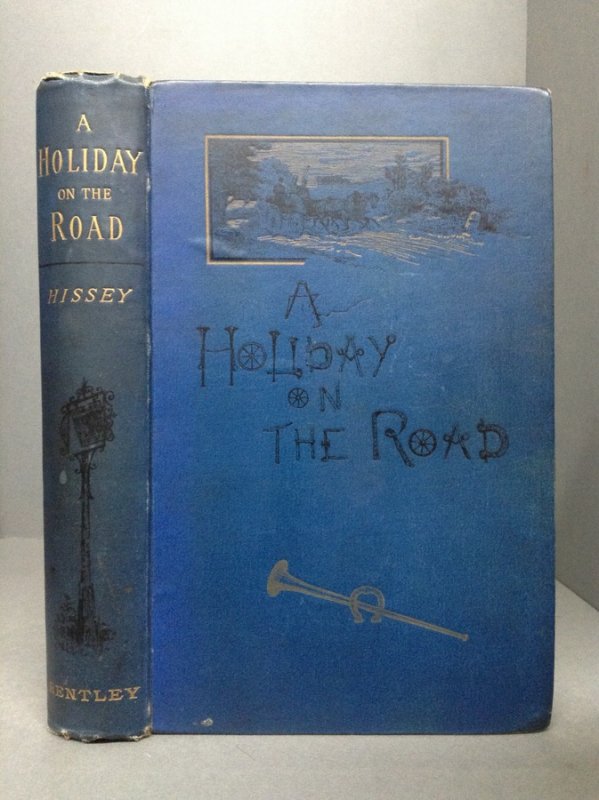 A
HOLIDAY
ON THE
ROAD
HISSEY
BENTLEY
A
HOLIDAY
ON
THE ROAD